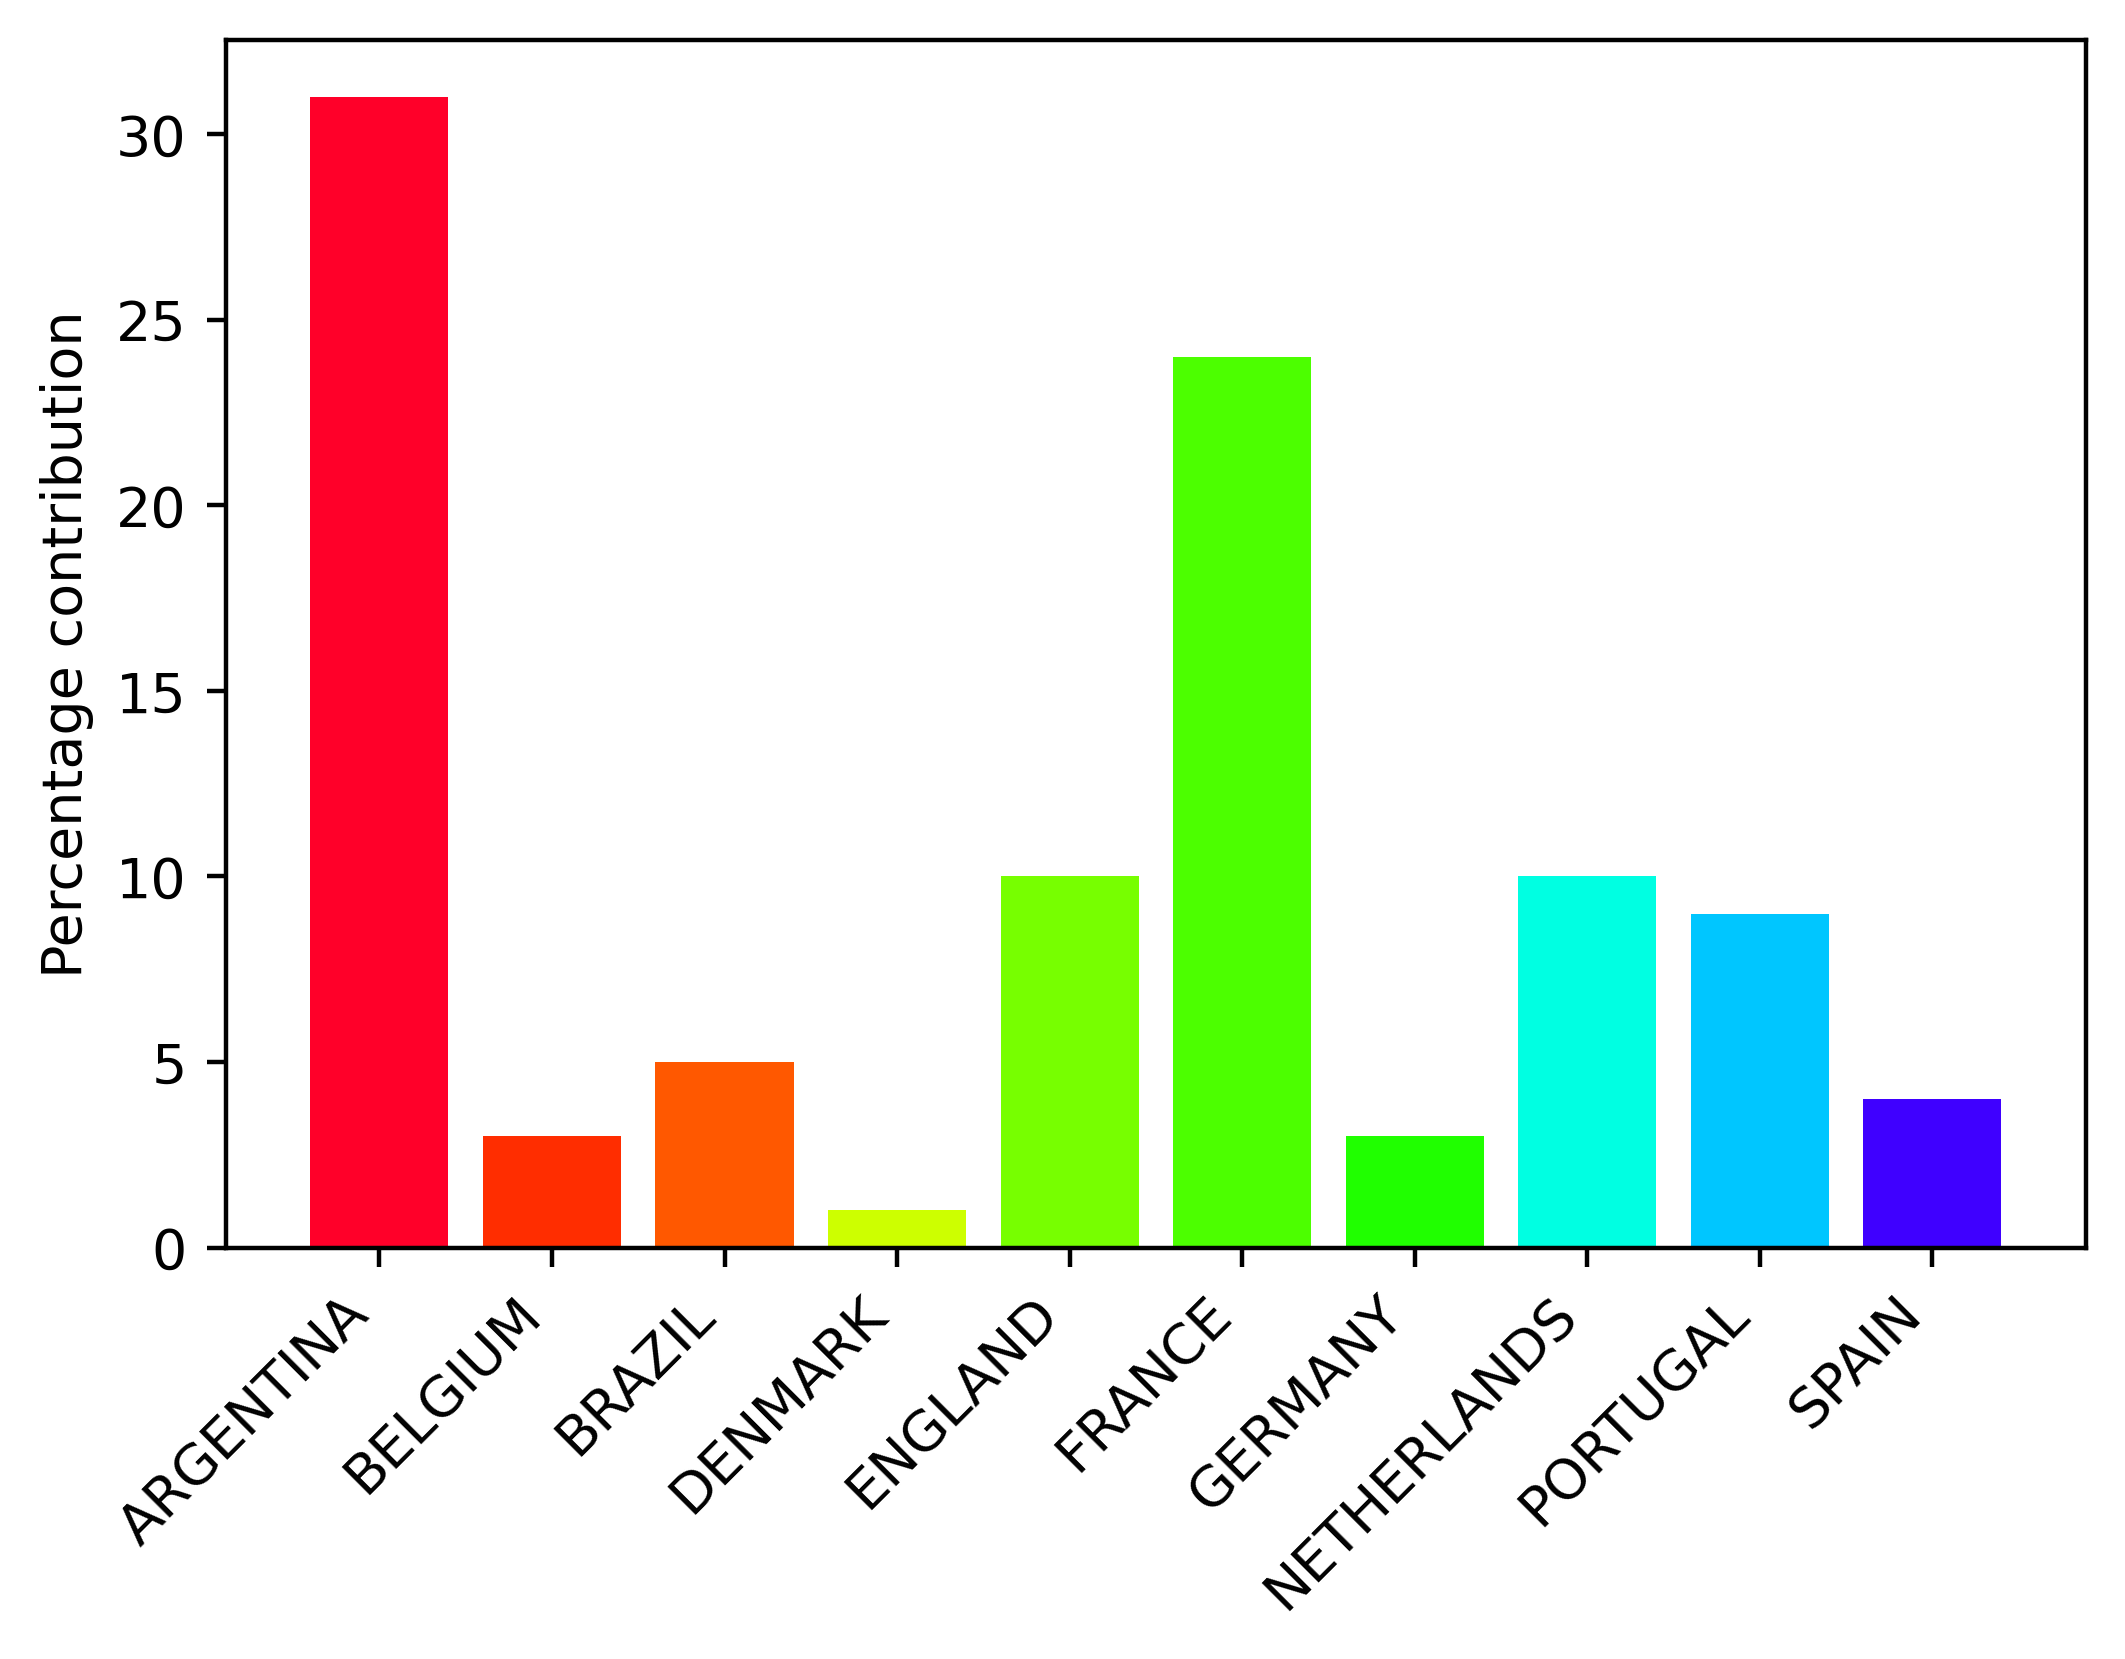 Percentage contribution
30
25
20
15
10
5
0
ARGENTINA
BELGIUM
BRAZIL
DENMARK
ENGLAND
FRANCE
GERMANY
NETHERLANDS
PORTUGAL
SPAIN